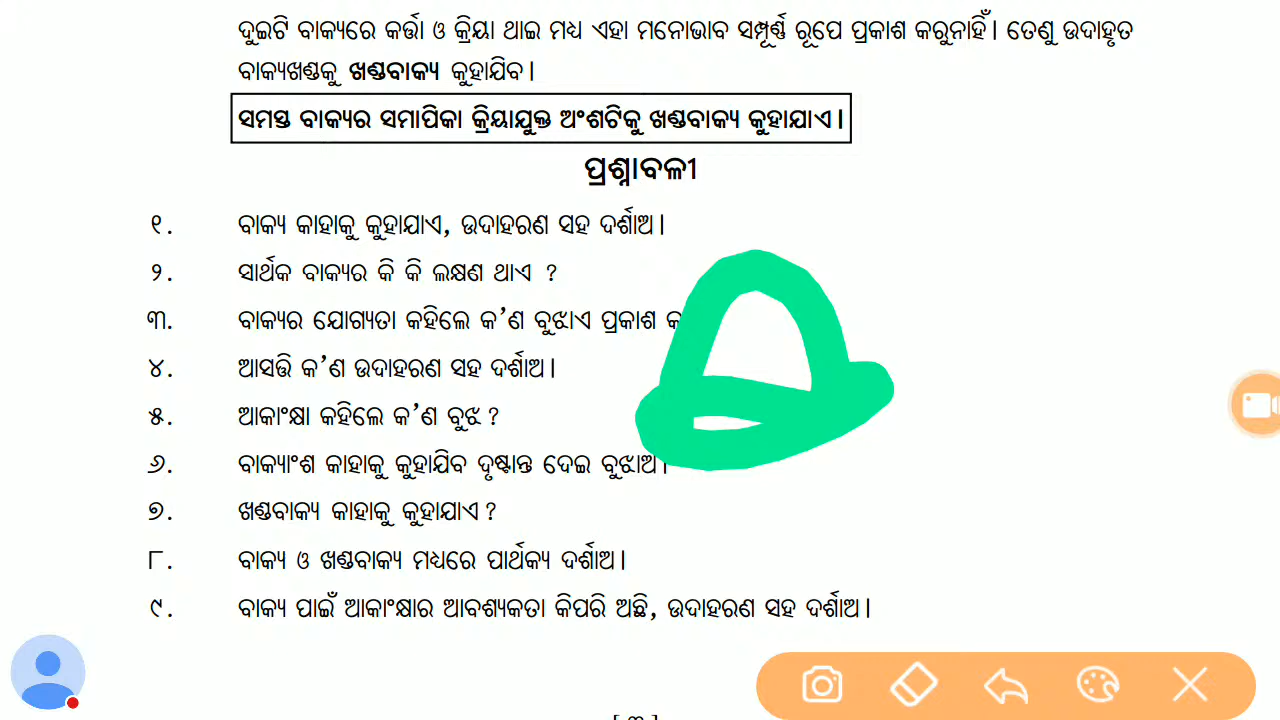 ଦୁଇଟି ବାକ୍ୟରେ କର୍ତ୍ତା ଓ କ୍ରିୟା ଥାଇ ମଧ୍ୟ ଏହା ମନୋଭାବ ସମ୍ପୂର୍ଣ୍ଣ ରୂପେ ପ୍ରକାଶ କରୁନାହିଁ। ତେଣୁ ଉଦାହୃତ
ବାକ୍ୟଖଣ୍ଡକୁ ଖଣ୍ଡବାକ୍ୟ କୁହାଯିବ।
ସମସ୍ତ ବାକ୍ୟର ସମାପିକା କ୍ରିୟାଯୁକ୍ତ ଅଂଶଟିକୁ ଖଣ୍ଡବାକ୍ୟ କୁହାଯାଏ।
ପ୍ରଶ୍ନାବଳୀ
୧. ବାକ୍ୟ କାହାକୁ କୁହାଯାଏ, ଉଦାହରଣ ସହ ଦର୍ଶାଅ।
୨. ସାର୍ଥକ ବାକ୍ୟର କି କି ଲକ୍ଷଣ ଥାଏ ?
୩. ବାକ୍ୟର ଯୋଗ୍ୟତା କହିଲେ କ’ଣ ବୁଝାଏ ପ୍ରକାଶ
୪. ଆସତ୍ତି କ’ଣ ଉଦାହରଣ ସହ ଦର୍ଶାଅ।
୫. ଆକାଂକ୍ଷା କହିଲେ କ’ଣ ବୁଝ ?
୬. ବାକ୍ୟାଂଶ କାହାକୁ କୁହାଯିବ ଦୃଷ୍ଟାନ୍ତ ଦେଇ ବୁଝାଅ।
୭. ଖଣ୍ଡବାକ୍ୟ କାହାକୁ କୁହାଯାଏ ?
୮. ବାକ୍ୟ ଓ ଖଣ୍ଡବାକ୍ୟ ମଧ୍ୟରେ ପାର୍ଥକ୍ୟ ଦର୍ଶାଅ।
୯. ବାକ୍ୟ ପାଇଁ ଆକାଂକ୍ଷାର ଆବଶ୍ୟକତା କିପରି ଅଛି, ଉଦାହରଣ ସହ ଦର୍ଶାଅ।